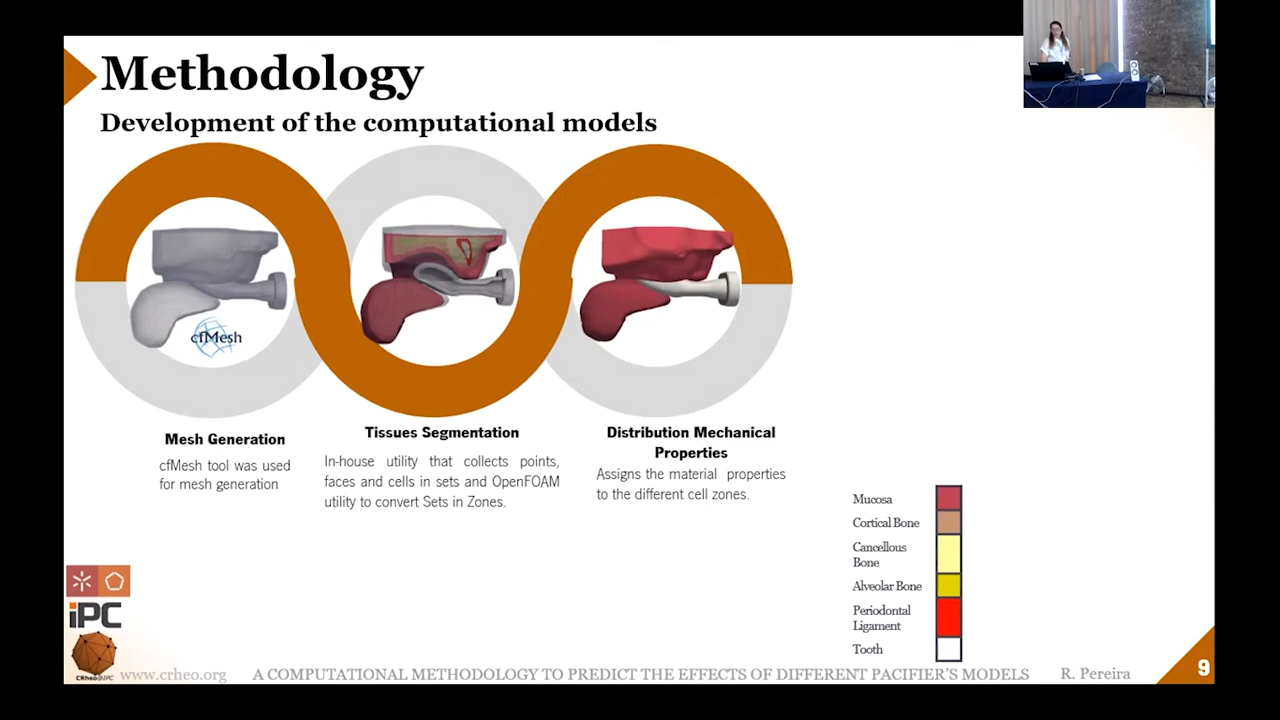 Methodology
Development of the computational models
cfMesh
Mesh Generation
cfMesh tool was used
for mesh generation
Tissues Segmentation
In-house utility that collects points,
faces and cells in sets and OpenFOAM
utility to convert Sets in Zones.
Distribution Mechanical
Properties
Assigns the material properties
to the different cell zones.
Mucosa
Cortical Bone
Cancellous
Bone
Alveolar Bone
Periodontal
Ligament
Tooth
iPC
CRheo@IPC
www.crheo.org
A COMPUTATIONAL METHODOLOGY TO PREDICT THE EFFECTS OF DIFFERENT PACIFIER'S MODELS
R. Pereira
9